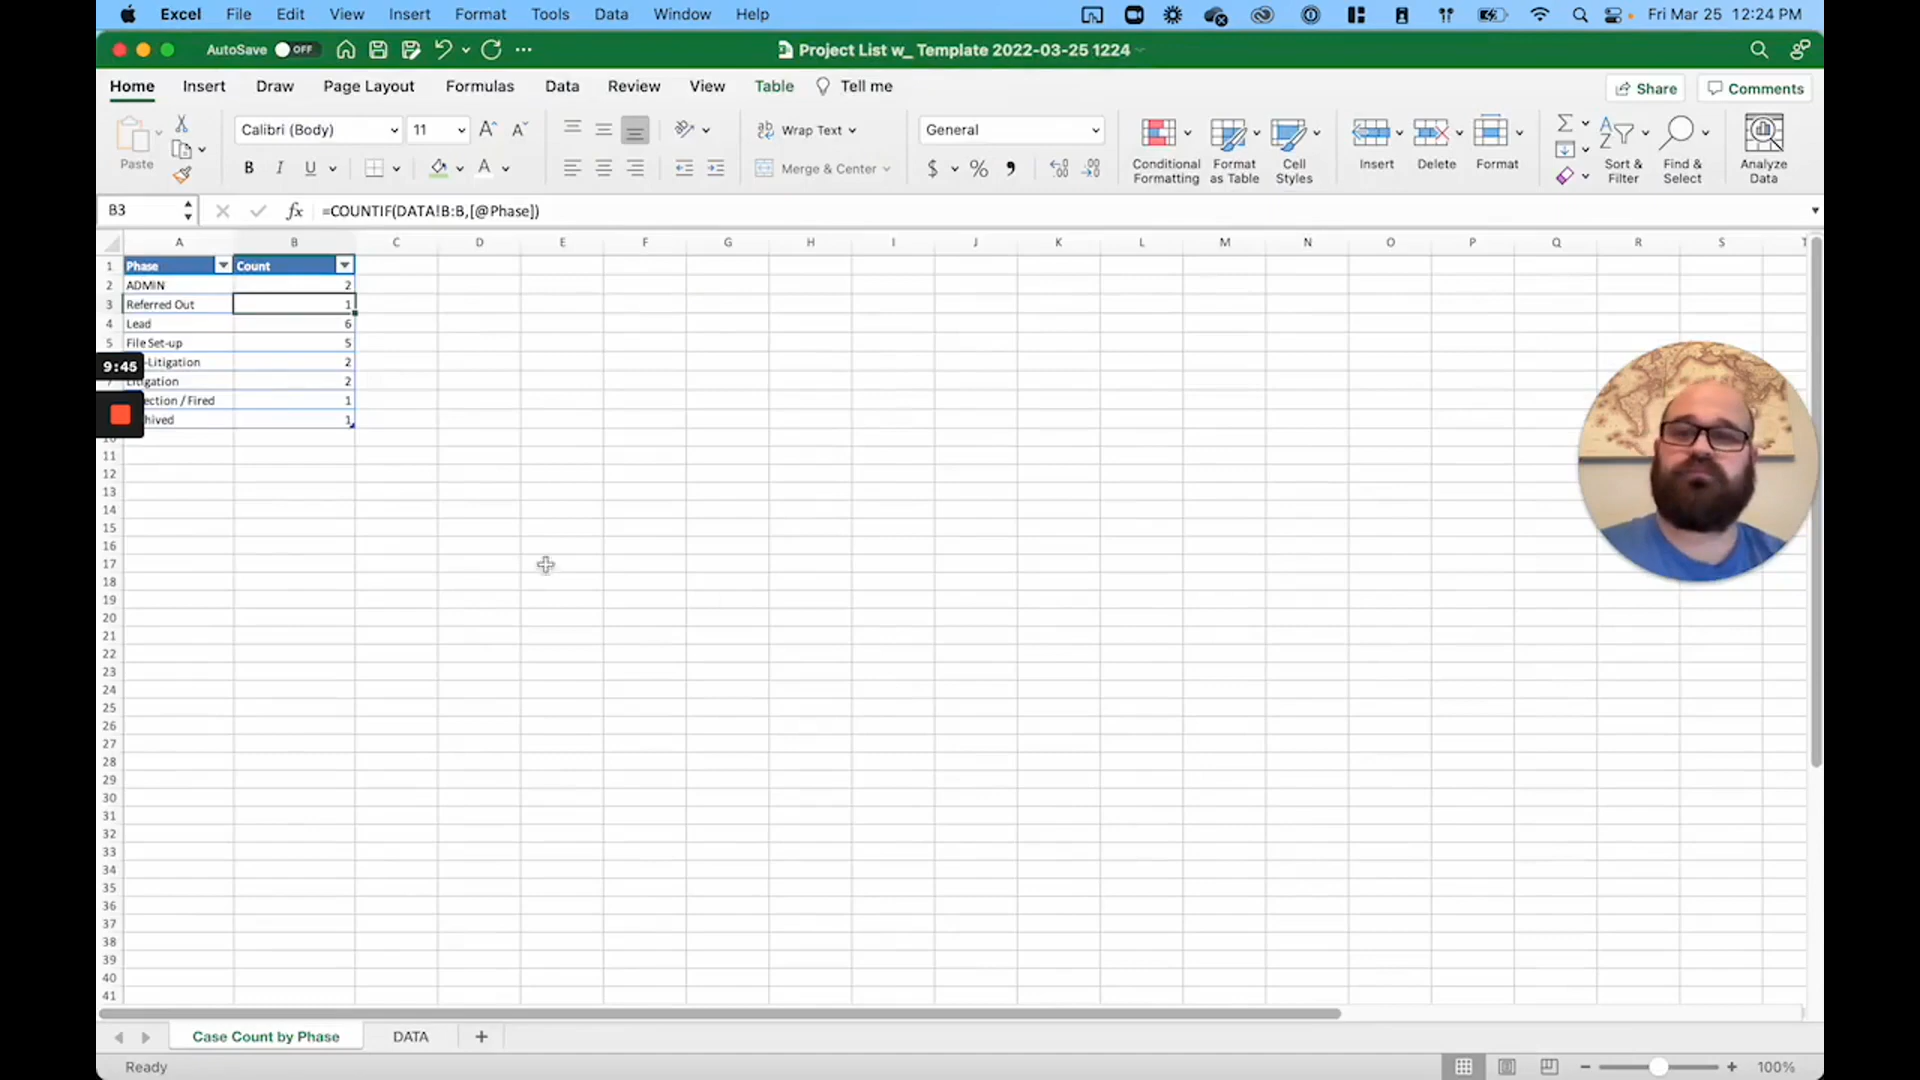 Excel File Edit View Insert Format Tools Data Window Help Fri Mar 25 12:24 PM
AutoSave OFF Project List w_ Template 2022-03-25 1224
Home Insert Draw Page Layout Formulas Data Review View Table Tell me Share Comments
Paste Calibri (Body) 11 Wrap Text General
B I U Merge & Center $ %
Conditional Formatting
Format as Table
Cell Styles
Insert Delete Format
Sort & Filter
Find & Select
Analyze Data
B3 fx =COUNTIF(DATA!B:B,[@Phase])
A B C D E F G H I J K L M N O P Q R S T
1 Phase Count
2 ADMIN 2
3 Referred Out 1
4 Lead 6
5 File Set-up 5
-Litigation 2
9:45
7 Litigation 2
ection / Fired 1
hived 1
10
11
12
13
14
15
16
17
18
19
20
21
22
23
24
25
26
27
28
29
30
31
32
33
34
35
36
37
38
39
40
41
Case Count by Phase DATA +
Ready 100%